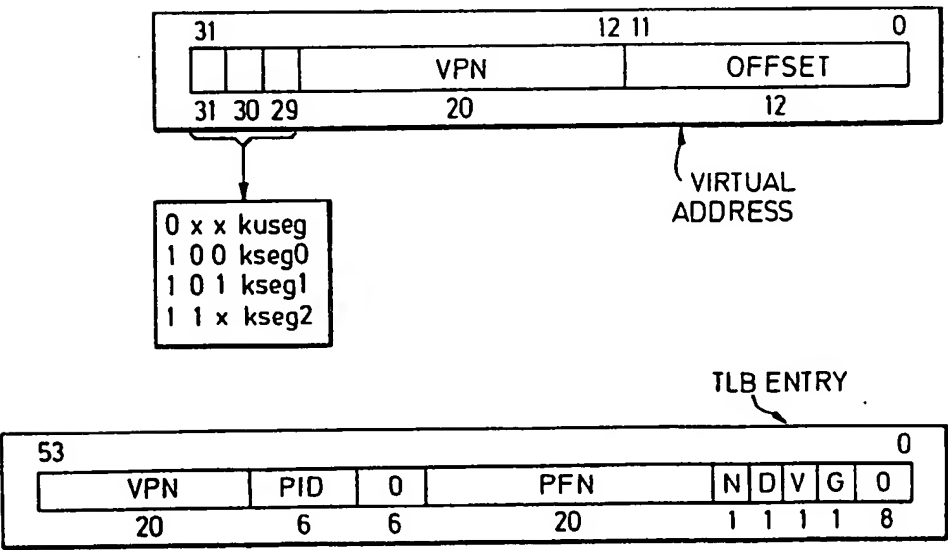 31 12 11 0
VPN OFFSET
31 30 29 20 12
VIRTUAL
ADDRESS
0 x x kuseg
1 0 0 kseg0
1 0 1 kseg1
1 1 x kseg2
TLB ENTRY
53 0
VPN PID 0 PFN N D V G 0
20 6 6 20 1 1 1 1 8